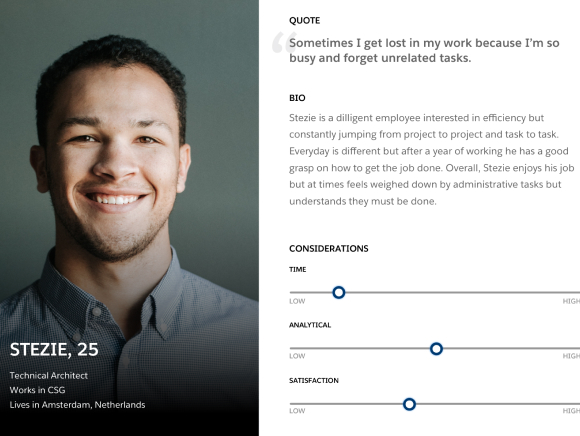 QUOTE
“
Sometimes I get lost in my work because I’m so
busy and forget unrelated tasks.
BIO
Stezie is a dilligent employee interested in efficiency but
constantly jumping from project to project and task to task.
Everyday is different but after a year of working he has a good
grasp on how to get the job done. Overall, Stezie enjoys his job
but at times feels weighed down by administrative tasks but
understands they must be done.
CONSIDERATIONS
TIME
LOW HIGH
ANALYTICAL
LOW HIGH
SATISFACTION
LOW HIGH
STEZIE, 25
Technical Architect
Works in CSG
Lives in Amsterdam, Netherlands